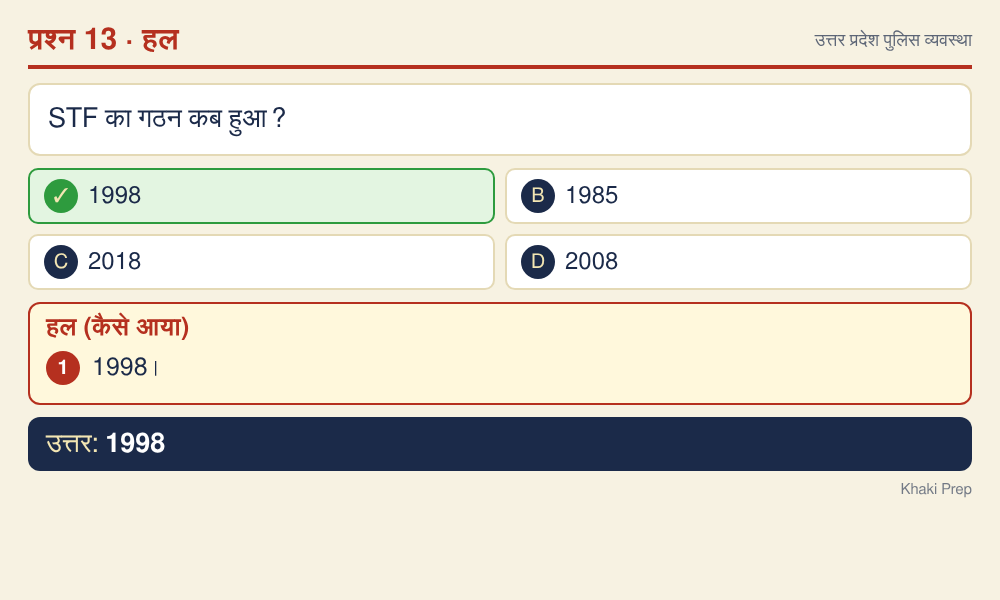 प्रश्न 13 · हल
उत्तर प्रदेश पुलिस व्यवस्था
STF का गठन कब हुआ ?
✓ 1998
B 1985
C 2018
D 2008
हल (कैसे आया)
1 1998।
उत्तर: 1998
Khaki Prep